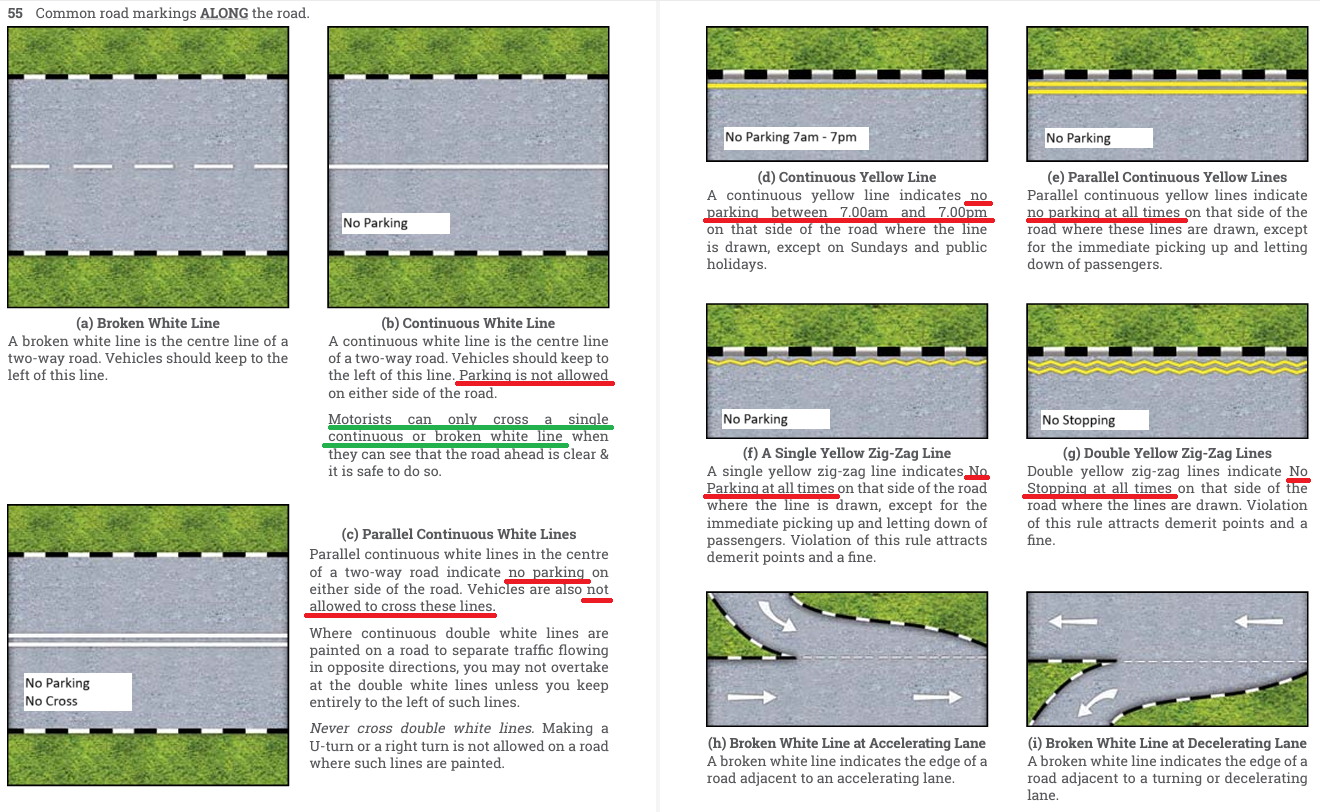 55 Common road markings ALONG the road.
No Parking
(a) Broken White Line
A broken white line is the centre line of a
two-way road. Vehicles should keep to the
left of this line.
(b) Continuous White Line
A continuous white line is the centre line
of a two-way road. Vehicles should keep to
the left of this line. Parking is not allowed
on either side of the road.
Motorists can only cross a single
continuous or broken white line when
they can see that the road ahead is clear &
it is safe to do so.
No Parking
No Cross
(c) Parallel Continuous White Lines
Parallel continuous white lines in the centre
of a two-way road indicate no parking on
either side of the road. Vehicles are also not
allowed to cross these lines.
Where continuous double white lines are
painted on a road to separate traffic flowing
in opposite directions, you may not overtake
at the double white lines unless you keep
entirely to the left of such lines.
Never cross double white lines. Making a
U-turn or a right turn is not allowed on a road
where such lines are painted.
No Parking 7am - 7pm
(d) Continuous Yellow Line
A continuous yellow line indicates no
parking between 7.00am and 7.00pm
on that side of the road where the line
is drawn, except on Sundays and public
holidays.
No Parking
(e) Parallel Continuous Yellow Lines
Parallel continuous yellow lines indicate
no parking at all times on that side of the
road where these lines are drawn, except
for the immediate picking up and letting
down of passengers.
No Parking
(f) A Single Yellow Zig-Zag Line
A single yellow zig-zag line indicates No
Parking at all times on that side of the road
where the line is drawn, except for the
immediate picking up and letting down of
passengers. Violation of this rule attracts
demerit points and a fine.
No Stopping
(g) Double Yellow Zig-Zag Lines
Double yellow zig-zag lines indicate No
Stopping at all times on that side of the
road where the lines are drawn. Violation
of this rule attracts demerit points and a
fine.
(h) Broken White Line at Accelerating Lane
A broken white line indicates the edge of a
road adjacent to an accelerating lane.
(i) Broken White Line at Decelerating Lane
A broken white line indicates the edge of a
road adjacent to a turning or decelerating
lane.